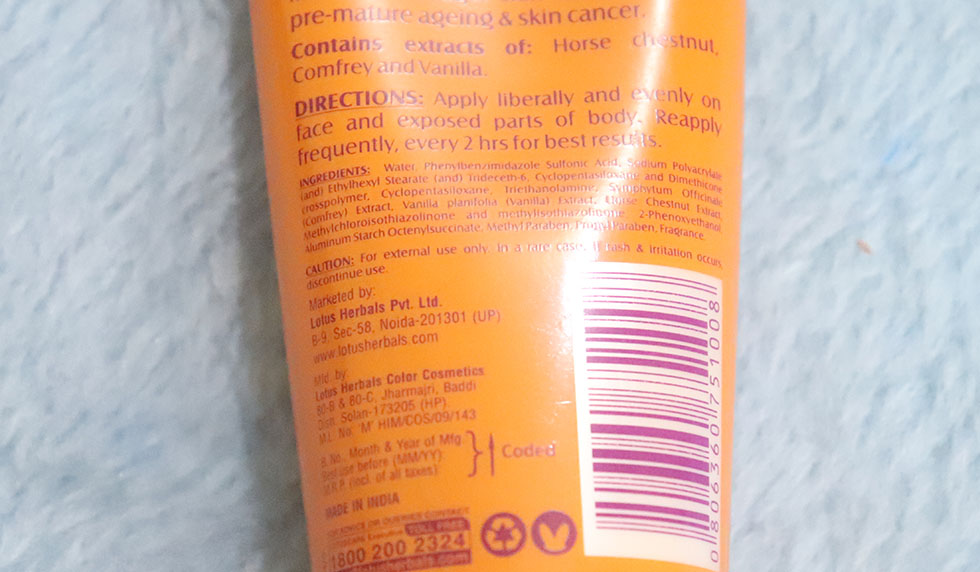 pre-mature ageing & skin cancer.
Contains extracts of: Horse chestnut,
Comfrey and Vanilla.
DIRECTIONS: Apply liberally and evenly on
face and exposed parts of body. Reapply
frequently, every 2 hrs for best results.
INGREDIENTS: Water, Phenylbenzimidazole Sulfonic Acid, Sodium Polyacrylate
(and) Ethylhexyl Stearate (and) Trideceth-6, Cyclopentasiloxane and Dimethicone
crosspolymer, Cyclopentasiloxane, Triethanolamine, Symphytum Officinale
(Comfrey) Extract, Vanilla planifolia (Vanilla) Extract, Horse Chestnut Extract,
Methylchloroisothiazolinone and methylisothiazolinone, 2-Phenoxyethanol,
Aluminum Starch Octenylsuccinate, Methyl Paraben, Propyl Paraben, Fragrance.
CAUTION: For external use only. In a rare case, if rash & irritation occurs,
discontinue use.
Marketed by:
Lotus Herbals Pvt. Ltd.
B-9, Sec-58, Noida-201301 (UP)
www.lotusherbals.com
Mfd. by:
Lotus Herbals Color Cosmetics
80-B & 80-C, Jharmajri, Baddi
Distt. Solan-173205 (HP)
M.L. No. 'M' HIM/COS/09/143
B.No., Month & Year of Mfg.
Best use before (MM/YY):
M.R.P. (incl. of all taxes):
Coded
MADE IN INDIA
TOLL FREE
1800 200 2324
lotusherbals.com
0 806360 751008